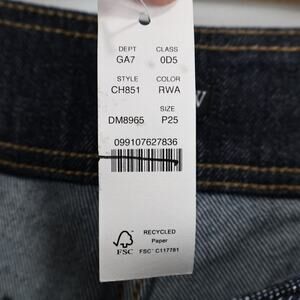 DEPT CLASS
GA7 0D5
STYLE COLOR
CH851 RWA
SIZE
DM8965 P25
099107627836
RECYCLED
Paper
FSC FSC® C117781